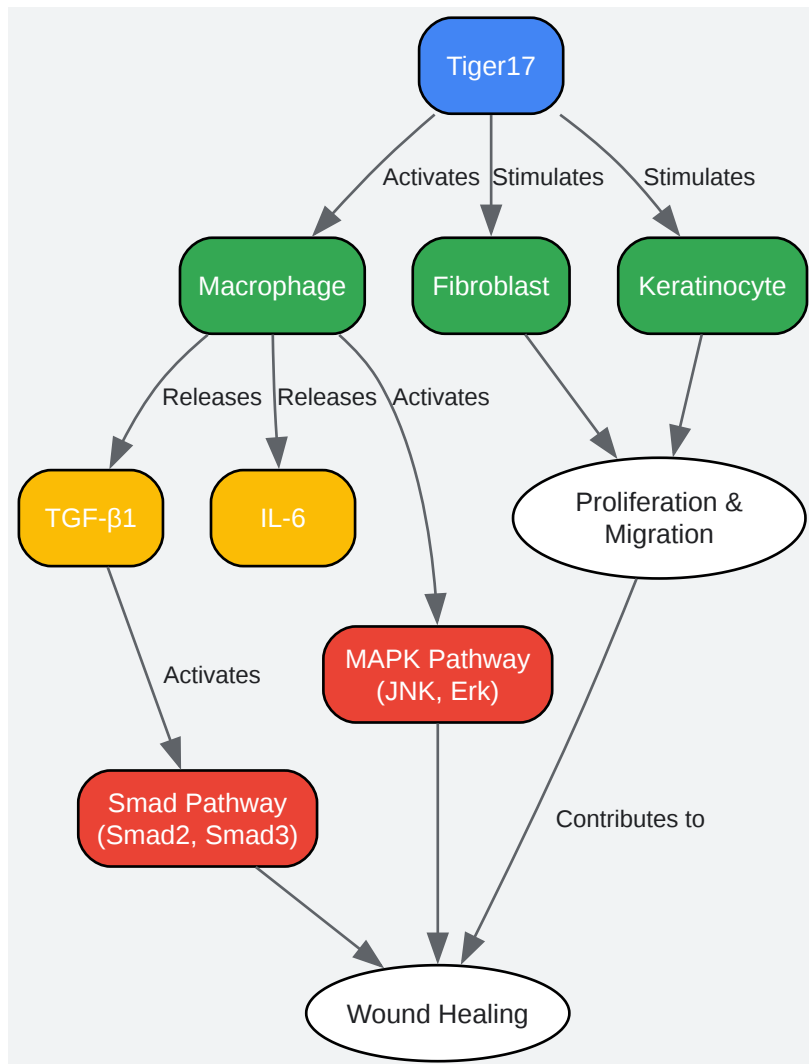 Tiger17
Activates
Stimulates
Stimulates
Macrophage
Fibroblast
Keratinocyte
Releases
Releases
Activates
TGF-β1
IL-6
Proliferation &
Migration
MAPK Pathway
(JNK, Erk)
Activates
Smad Pathway
(Smad2, Smad3)
Contributes to
Wound Healing